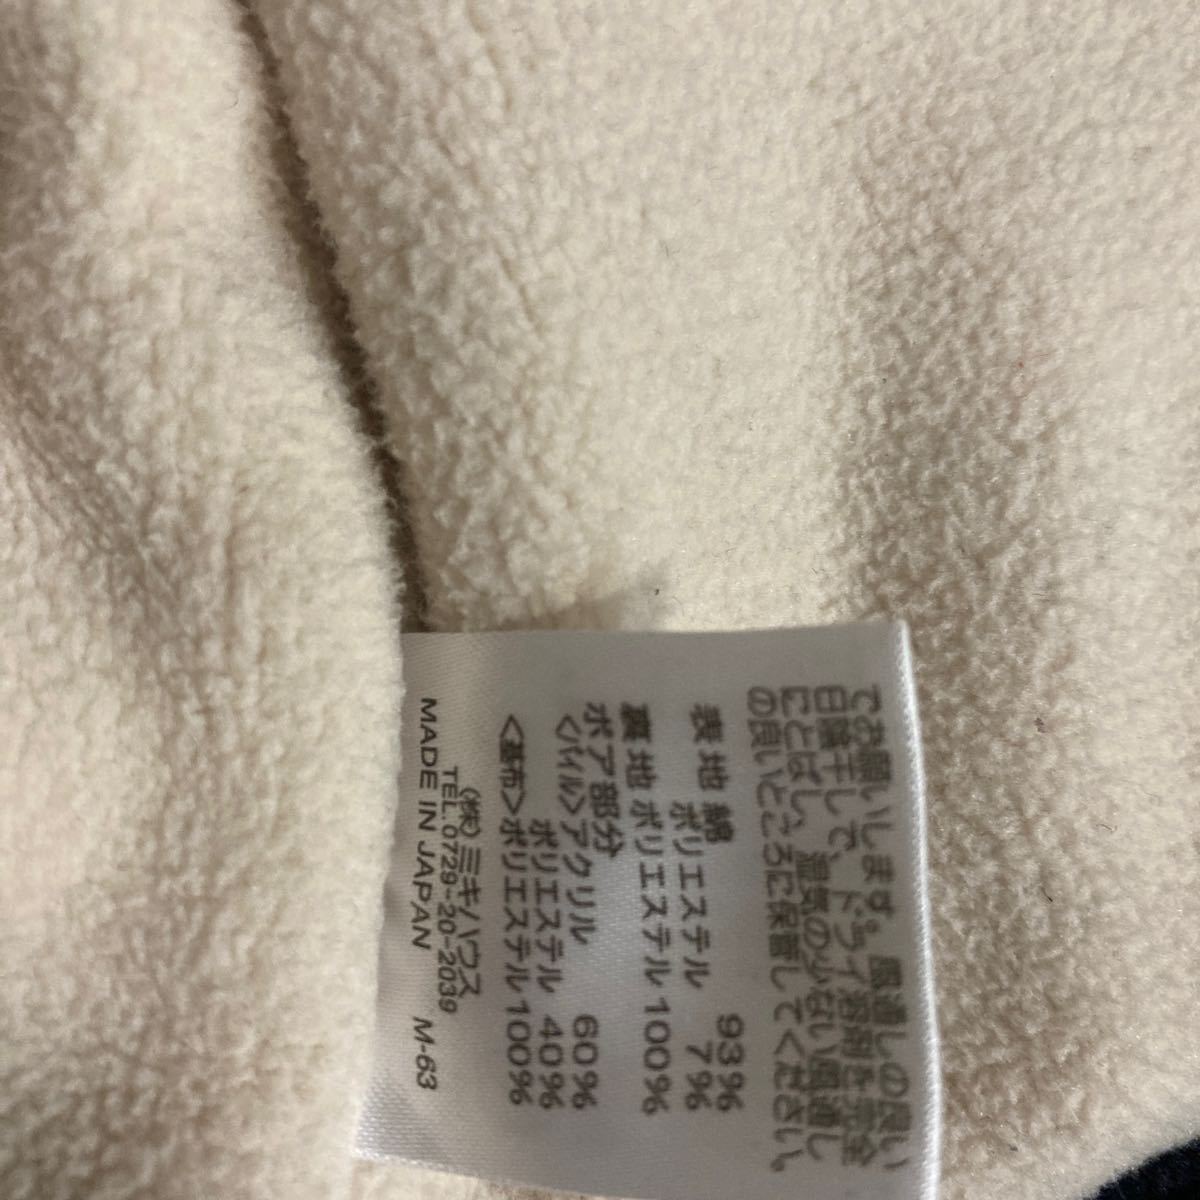 でお願いします。風通しの良い
日陰干しで、ドライ溶剤を完全
にとばし、湿気の少ない風通し
の良いところに保管してください。
表地 綿 93%
ポリエステル 7%
裏地 ポリエステル 100%
ボア部分
<パイル>アクリル 60%
ポリエステル 40%
<基布>ポリエステル 100%
㈱ミキハウス
TEL.0729-20-2039
MADE IN JAPAN M-63